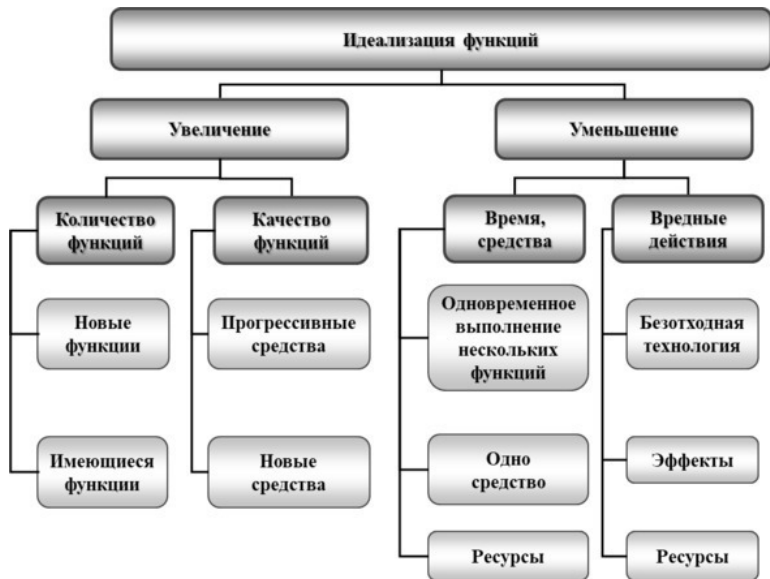 Идеализация функций
Увеличение
Уменьшение
Количество
функций
Качество
функций
Время,
средства
Вредные
действия
Новые
функции
Прогрессивные
средства
Одновременное
выполнение
нескольких
функций
Безотходная
технология
Имеющиеся
функции
Новые
средства
Одно
средство
Эффекты
Ресурсы
Ресурсы